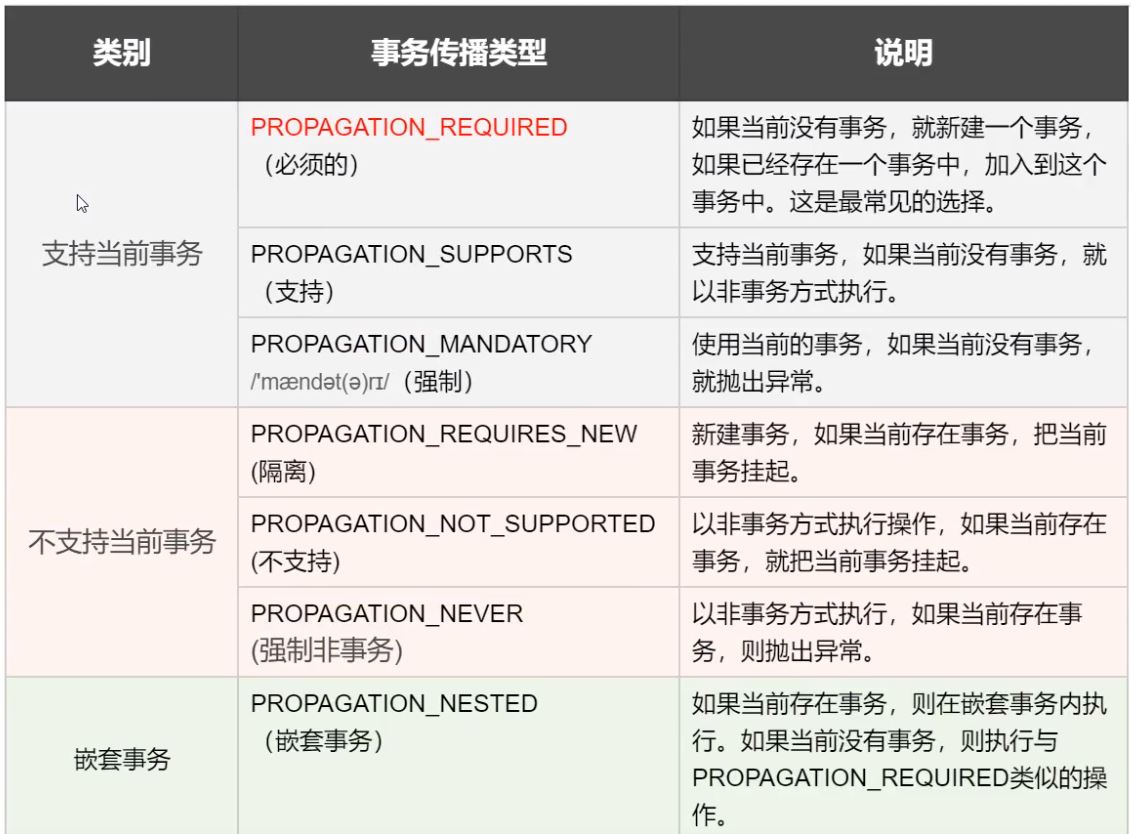 类别 事务传播类型 说明
支持当前事务
PROPAGATION_REQUIRED
（必须的）
如果当前没有事务，就新建一个事务，
如果已经存在一个事务中，加入到这个
事务中。这是最常见的选择。
PROPAGATION_SUPPORTS
（支持）
支持当前事务，如果当前没有事务，就
以非事务方式执行。
PROPAGATION_MANDATORY
/'mændət(ə)rɪ/（强制）
使用当前的事务，如果当前没有事务，
就抛出异常。
不支持当前事务
PROPAGATION_REQUIRES_NEW
(隔离)
新建事务，如果当前存在事务，把当前
事务挂起。
PROPAGATION_NOT_SUPPORTED
(不支持)
以非事务方式执行操作，如果当前存在
事务，就把当前事务挂起。
PROPAGATION_NEVER
(强制非事务)
以非事务方式执行，如果当前存在事
务，则抛出异常。
嵌套事务
PROPAGATION_NESTED
（嵌套事务）
如果当前存在事务，则在嵌套事务内执
行。如果当前没有事务，则执行与
PROPAGATION_REQUIRED类似的操
作。